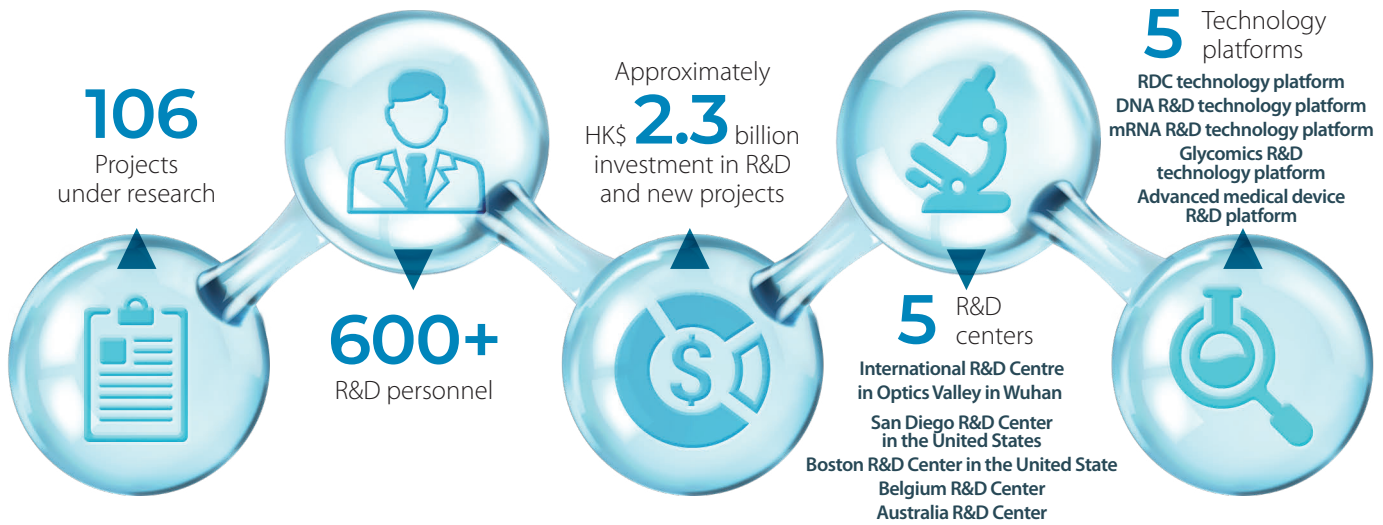 106
Projects
under research
600+
R&D personnel
Approximately
HK$ 2.3 billion
investment in R&D
and new projects
$
5 R&D
centers
International R&D Centre
in Optics Valley in Wuhan
San Diego R&D Center
in the United States
Boston R&D Center in the United State
Belgium R&D Center
Australia R&D Center
5 Technology
platforms
RDC technology platform
DNA R&D technology platform
mRNA R&D technology platform
Glycomics R&D
technology platform
Advanced medical device
R&D platform